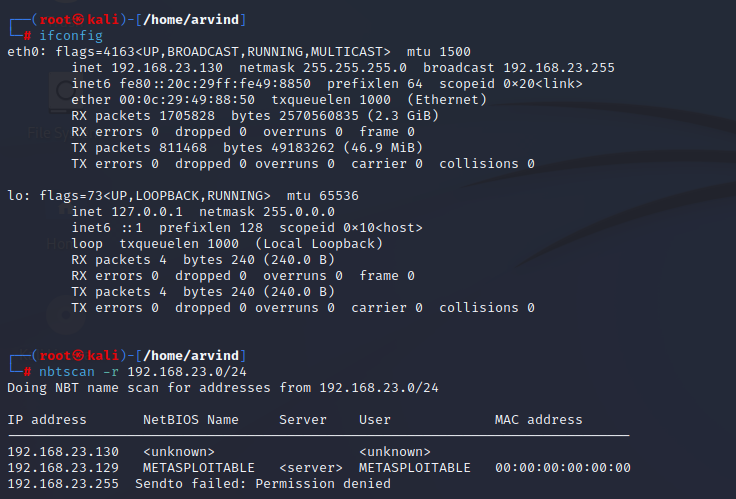 ┌──(root㉿kali)-[/home/arvind]
└─# ifconfig
eth0: flags=4163<UP,BROADCAST,RUNNING,MULTICAST>  mtu 1500
        inet 192.168.23.130  netmask 255.255.255.0  broadcast 192.168.23.255
        inet6 fe80::20c:29ff:fe49:8850  prefixlen 64  scopeid 0×20<link>
        ether 00:0c:29:49:88:50  txqueuelen 1000  (Ethernet)
        RX packets 1705828  bytes 2570560835 (2.3 GiB)
        RX errors 0  dropped 0  overruns 0  frame 0
        TX packets 811468  bytes 49183262 (46.9 MiB)
        TX errors 0  dropped 0 overruns 0  carrier 0  collisions 0

lo: flags=73<UP,LOOPBACK,RUNNING>  mtu 65536
        inet 127.0.0.1  netmask 255.0.0.0
        inet6 ::1  prefixlen 128  scopeid 0×10<host>
        loop  txqueuelen 1000  (Local Loopback)
        RX packets 4  bytes 240 (240.0 B)
        RX errors 0  dropped 0  overruns 0  frame 0
        TX packets 4  bytes 240 (240.0 B)
        TX errors 0  dropped 0 overruns 0  carrier 0  collisions 0

┌──(root㉿kali)-[/home/arvind]
└─# nbtscan -r 192.168.23.0/24
Doing NBT name scan for addresses from 192.168.23.0/24

IP address       NetBIOS Name     Server    User             MAC address
192.168.23.130   <unknown>                  <unknown>
192.168.23.129   METASPLOITABLE   <server>  METASPLOITABLE   00:00:00:00:00:00
192.168.23.255  Sendto failed: Permission denied